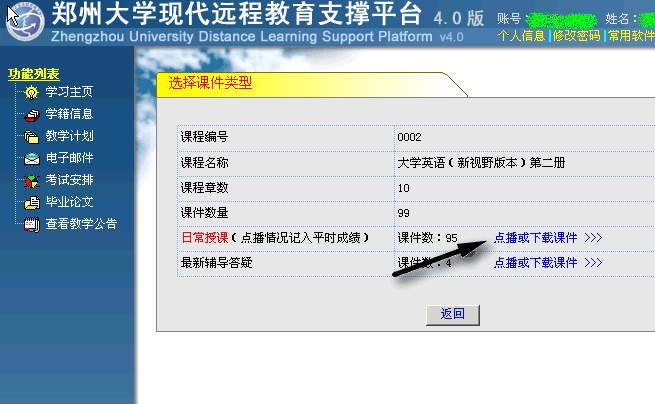 郑州大学现代远程教育支撑平台 4.0 版
Zhengzhou University Distance Learning Support Platform v4.0
账号 姓名:
个人信息|修改密码|常用软件
功能列表
学习主页
学籍信息
教学计划
电子邮件
考试安排
毕业论文
查看教学公告
选择课件类型
课程编号 0002
课程名称 大学英语(新视野版本)第二册
课程章数 10
课件数量 99
日常授课(点播情况记入平时成绩) 课件数:95 点播或下载课件 >>>
最新辅导答疑 课件数:4 点播或下载课件 >>>
返回